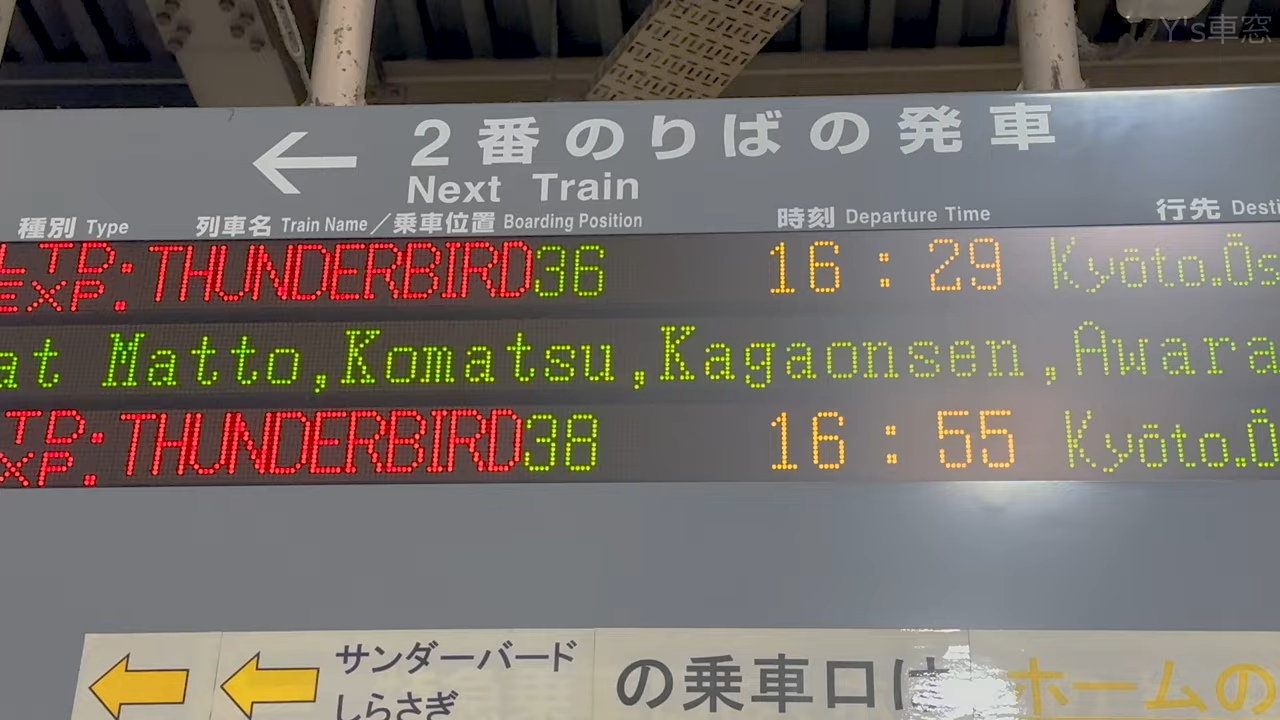 Y's車窓
← 2番のりばの発車
Next Train
種別 Type 列車名 Train Name／乗車位置 Boarding Position 時刻 Departure Time 行先 Desti
LTD. EXP. THUNDERBIRD36 16:29 Kyōto.Ōs
at Matto,Komatsu,Kagaonsen,Awara
LTD. EXP. THUNDERBIRD38 16:55 Kyōto.Ō
← ← サンダーバード
しらさぎ
の乗車口は
ホームの